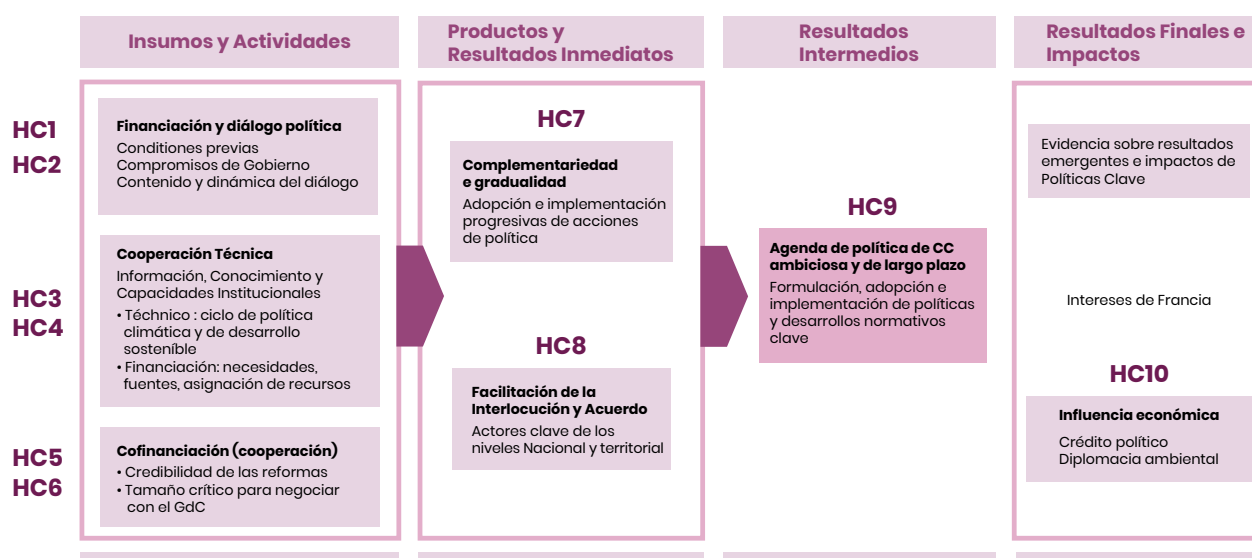 Insumos y Actividades
Productos y
Resultados Inmediatos
Resultados
Intermedios
Resultados Finales e
Impactos
HC1
HC2
Financiación y diálogo política
Conditiones previas
Compromisos de Gobierno
Contenido y dinámica del diálogo
HC3
HC4
Cooperación Técnica
Información, Conocimiento y
Capacidades Institucionales
• Téchnico : ciclo de política
climática y de desarrollo
sosteníble
• Financiación: necesidades,
fuentes, asignación de recursos
HC5
HC6
Cofinanciación (cooperación)
• Credibilidad de las reformas
• Tamaño crítico para negociar
con el GdC
HC7
Complementariedad
e gradualidad
Adopción e implementación
progresivas de acciones
de política
HC8
Facilitación de la
Interlocución y Acuerdo
Actores clave de los
niveles Nacional y territorial
HC9
Agenda de política de CC
ambiciosa y de largo plazo
Formulación, adopción e
implementación de políticas
y desarrollos normativos
clave
Evidencia sobre resultados
emergentes e impactos de
Políticas Clave
Intereses de Francia
HC10
Influencia económica
Crédito político
Diplomacia ambiental